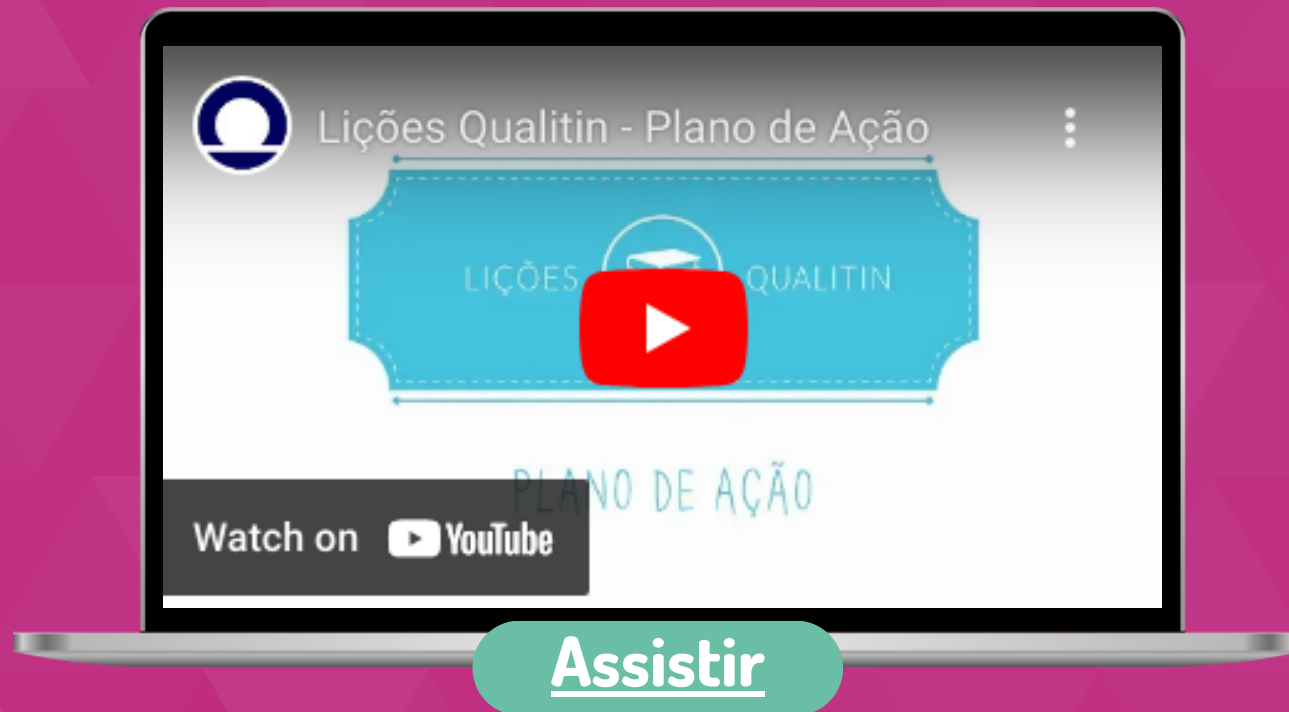 Lições Qualitin - Plano de Ação
LIÇÕES QUALITIN
PLANO DE AÇÃO
Watch on YouTube
Assistir